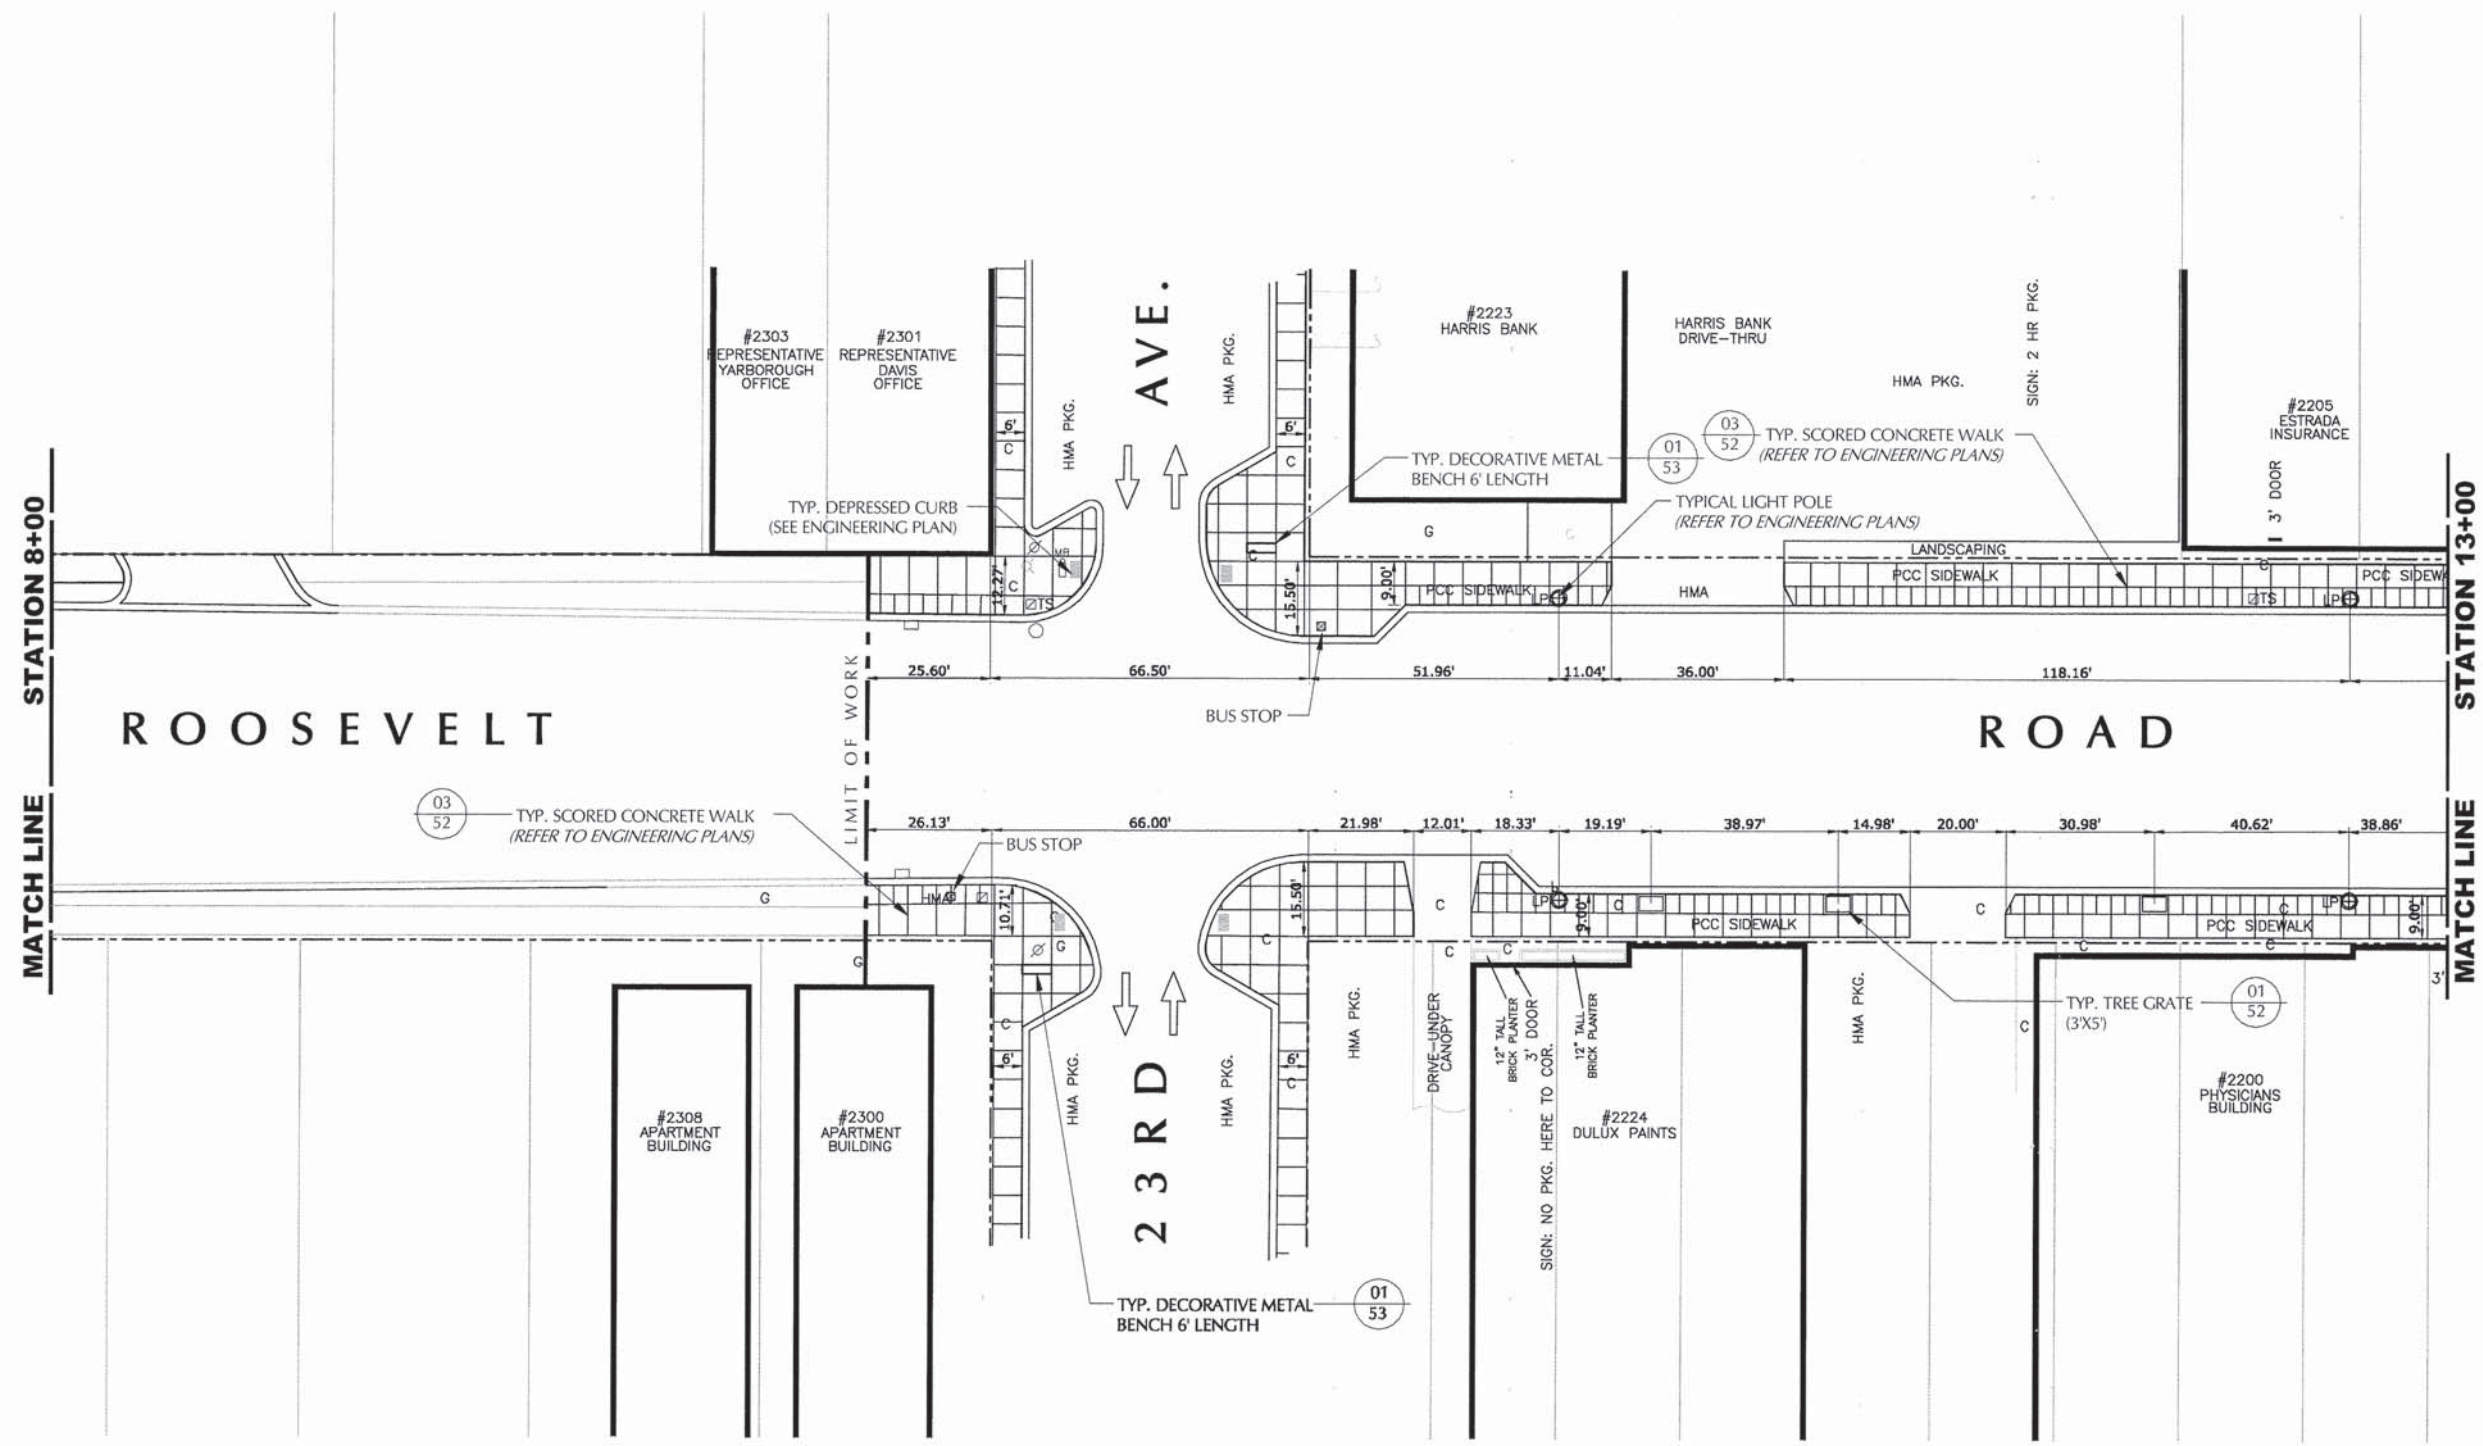 #2303
REPRESENTATIVE
YARBOROUGH
OFFICE
#2301
REPRESENTATIVE
DAVIS
OFFICE
6'
C
HMA PKG.
AVE.
HMA PKG.
6'
C
#2223
HARRIS BANK
HARRIS BANK
DRIVE-THRU
HMA PKG.
SIGN: 2 HR PKG.
#2205
ESTRADA
INSURANCE
3' DOOR
03
52
TYP. SCORED CONCRETE WALK
(REFER TO ENGINEERING PLANS)
01
53
TYP. DECORATIVE METAL
BENCH 6' LENGTH
TYPICAL LIGHT POLE
(REFER TO ENGINEERING PLANS)
TYP. DEPRESSED CURB
(SEE ENGINEERING PLAN)
MATCH LINE STATION 8+00
MATCH LINE STATION 13+00
G
C
LANDSCAPING
MB
12.27'
C
TS
C
15.50'
9.00'
PCC SIDEWALK
LP
HMA
PCC SIDEWALK
C
TS
LP
PCC SIDEW
25.60'
66.50'
51.96'
11.04'
36.00'
118.16'
BUS STOP
ROOSEVELT
ROAD
LIMIT OF WORK
03
52
TYP. SCORED CONCRETE WALK
(REFER TO ENGINEERING PLANS)
26.13'
66.00'
21.98'
12.01'
18.33'
19.19'
38.97'
14.98'
20.00'
30.98'
40.62'
38.86'
BUS STOP
G
HMA
10.71'
C
G
G
15.50'
C
C
LP
9.00'
C
PCC SIDEWALK
C
C
LP
PCC SIDEWALK
9.00'
C
C
C
C
3'
C
6'
HMA PKG.
23RD
HMA PKG.
6'
C
HMA PKG.
DRIVE-UNDER
CANOPY
12" TALL
BRICK PLANTER
3' DOOR
SIGN: NO PKG. HERE TO COR.
12" TALL
BRICK PLANTER
HMA PKG.
C
TYP. TREE GRATE
(3'X5')
01
52
#2308
APARTMENT
BUILDING
#2300
APARTMENT
BUILDING
#2224
DULUX PAINTS
#2200
PHYSICIANS
BUILDING
TYP. DECORATIVE METAL
BENCH 6' LENGTH
01
53